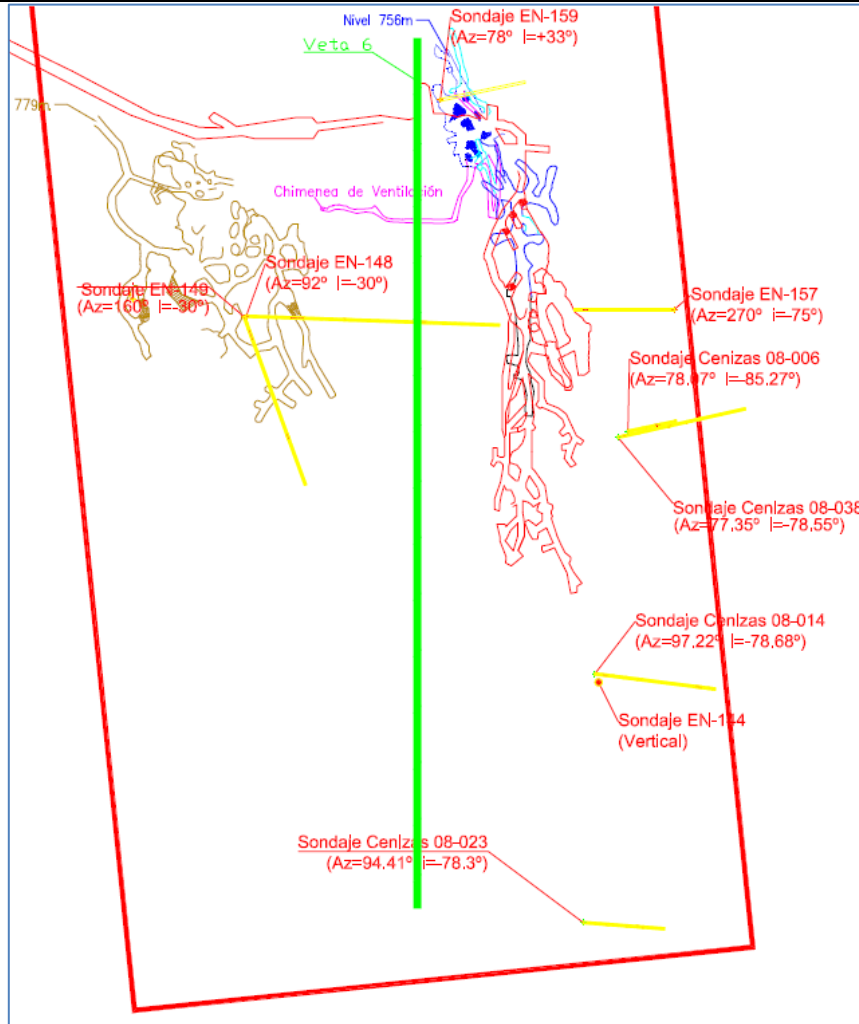 Nivel 756m
Sondaje EN-159
(Az=78º I=+33º)
Veta 6
779m
Chimenea de Ventilación
Sondaje EN-148
(Az=92º I=-30º)
Sondaje EN-149
(Az=160º I=-30º)
Sondaje EN-157
(Az=270º i=-75º)
Sondaje Cenizas 08-006
(Az=78.07º I=-85.27º)
Sondaje Cenizas 08-038
(Az=77,35º I=-78,55º)
Sondaje Cenizas 08-014
(Az=97,22º I=-78,68º)
Sondaje EN-144
(Vertical)
Sondaje Cenizas 08-023
(Az=94.41º i=-78.3º)